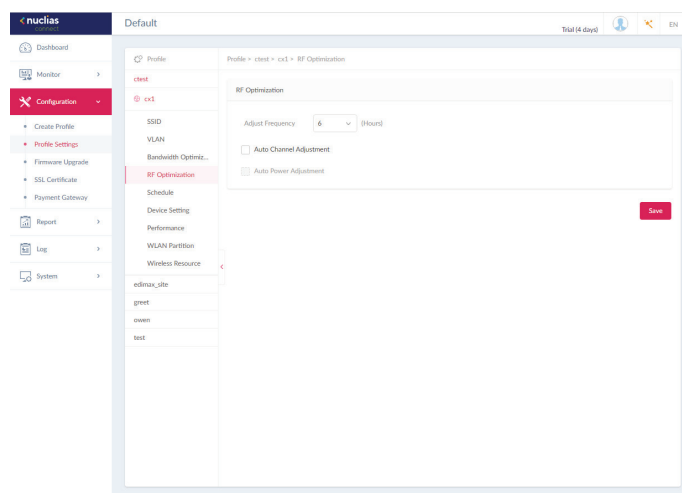 nuclias
connect
Default
Trial (4 days)
EN
Dashboard
Monitor
Configuration
Create Profile
Profile Settings
Firmware Upgrade
SSL Certificate
Payment Gateway
Report
Log
System
Profile
ctest
cx1
SSID
VLAN
Bandwidth Optimiz...
RF Optimization
Schedule
Device Setting
Performance
WLAN Partition
Wireless Resource
edimax_site
greet
owen
test
Profile > ctest > cx1 > RF Optimization
RF Optimization
Adjust Frequency 6 (Hours)
Auto Channel Adjustment
Auto Power Adjustment
Save